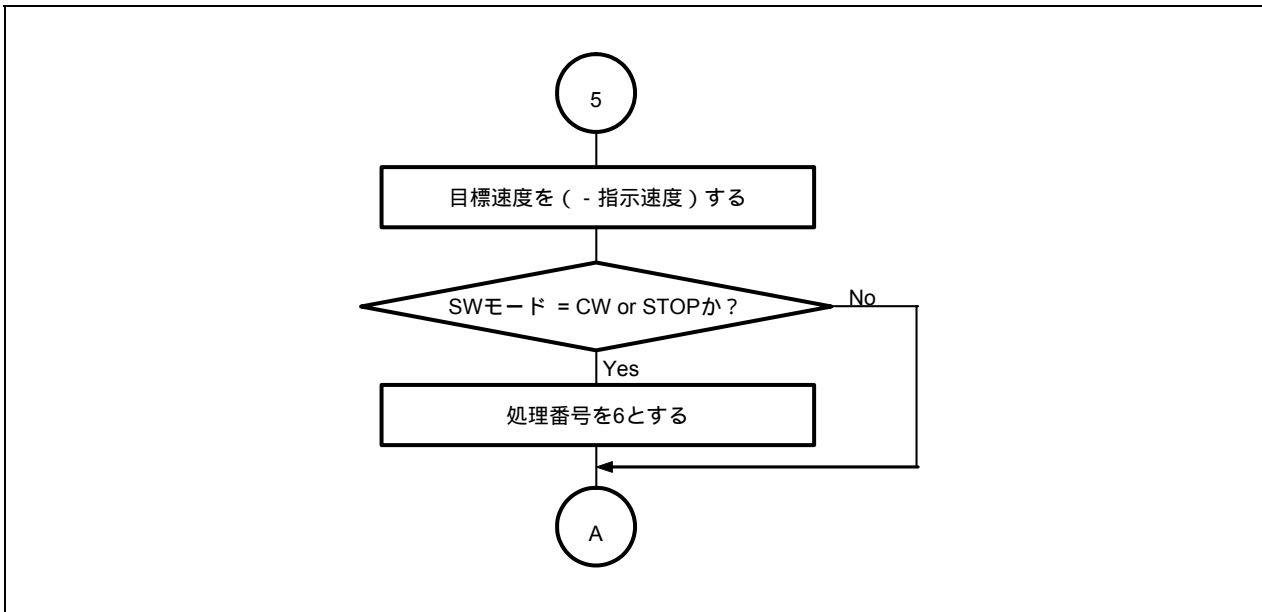 5
目標速度を（ - 指示速度 ）する
SWモード = CW or STOPか？
No
Yes
処理番号を6とする
A